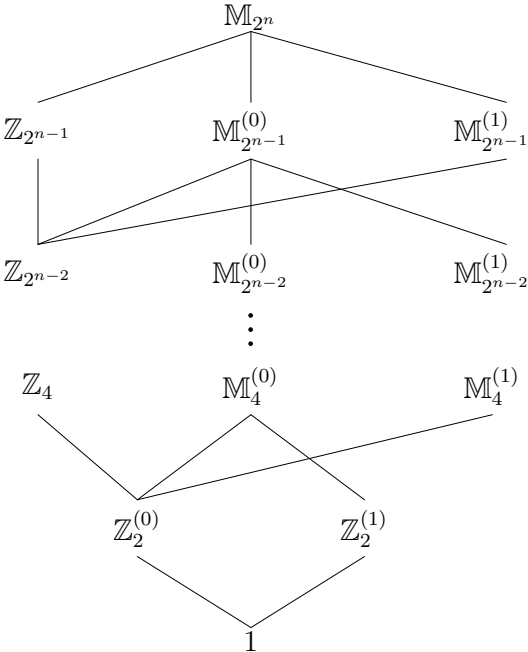 𝕄_{2^n}
ℤ_{2^{n−1}} 𝕄^{(0)}_{2^{n−1}} 𝕄^{(1)}_{2^{n−1}}
ℤ_{2^{n−2}} 𝕄^{(0)}_{2^{n−2}} 𝕄^{(1)}_{2^{n−2}}
⋮
ℤ_4 𝕄^{(0)}_4 𝕄^{(1)}_4
ℤ^{(0)}_2 ℤ^{(1)}_2
1